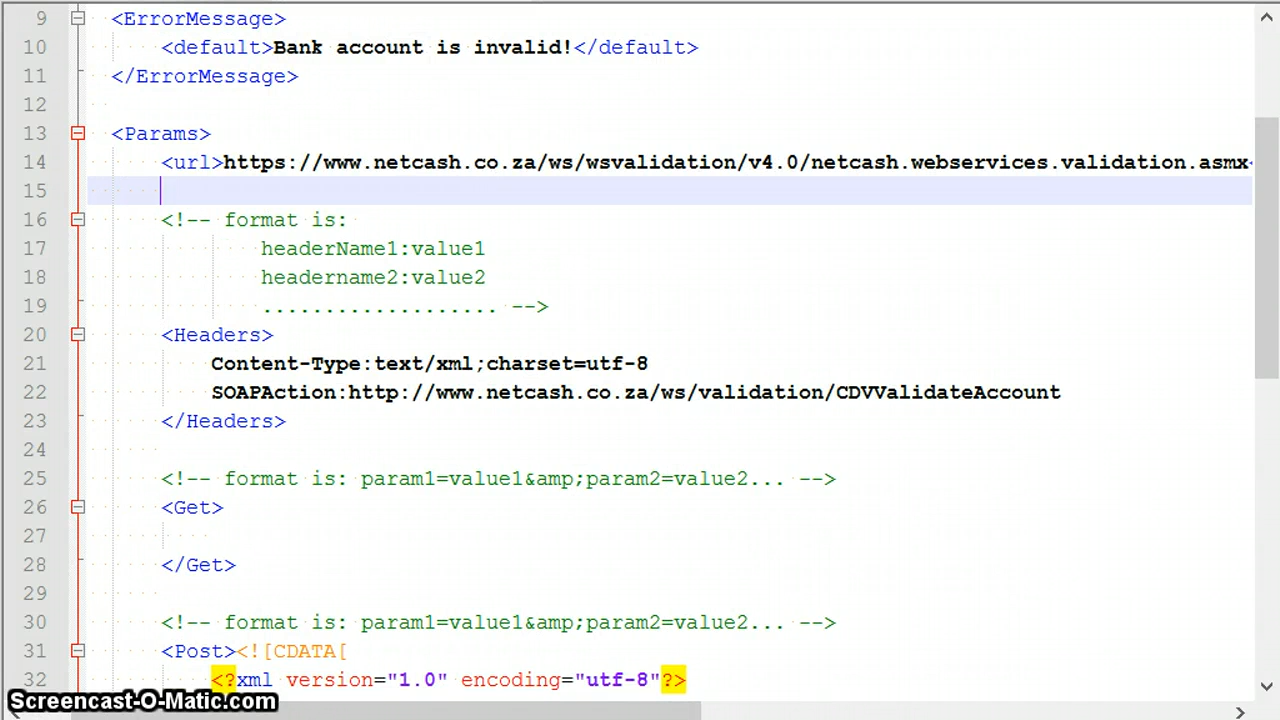 9 <ErrorMessage>
10 <default>Bank account is invalid!</default>
11 </ErrorMessage>
12
13 <Params>
14 <url>https://www.netcash.co.za/ws/wsvalidation/v4.0/netcash.webservices.validation.asmx<
15
16 <!-- format is:
17 headerName1:value1
18 headername2:value2
19 ................... -->
20 <Headers>
21 Content-Type:text/xml;charset=utf-8
22 SOAPAction:http://www.netcash.co.za/ws/validation/CDVValidateAccount
23 </Headers>
24
25 <!-- format is: param1=value1&amp;param2=value2... -->
26 <Get>
27
28 </Get>
29
30 <!-- format is: param1=value1&amp;param2=value2... -->
31 <Post><![CDATA[
32 <?xml version="1.0" encoding="utf-8"?>
Screencast-O-Matic.com